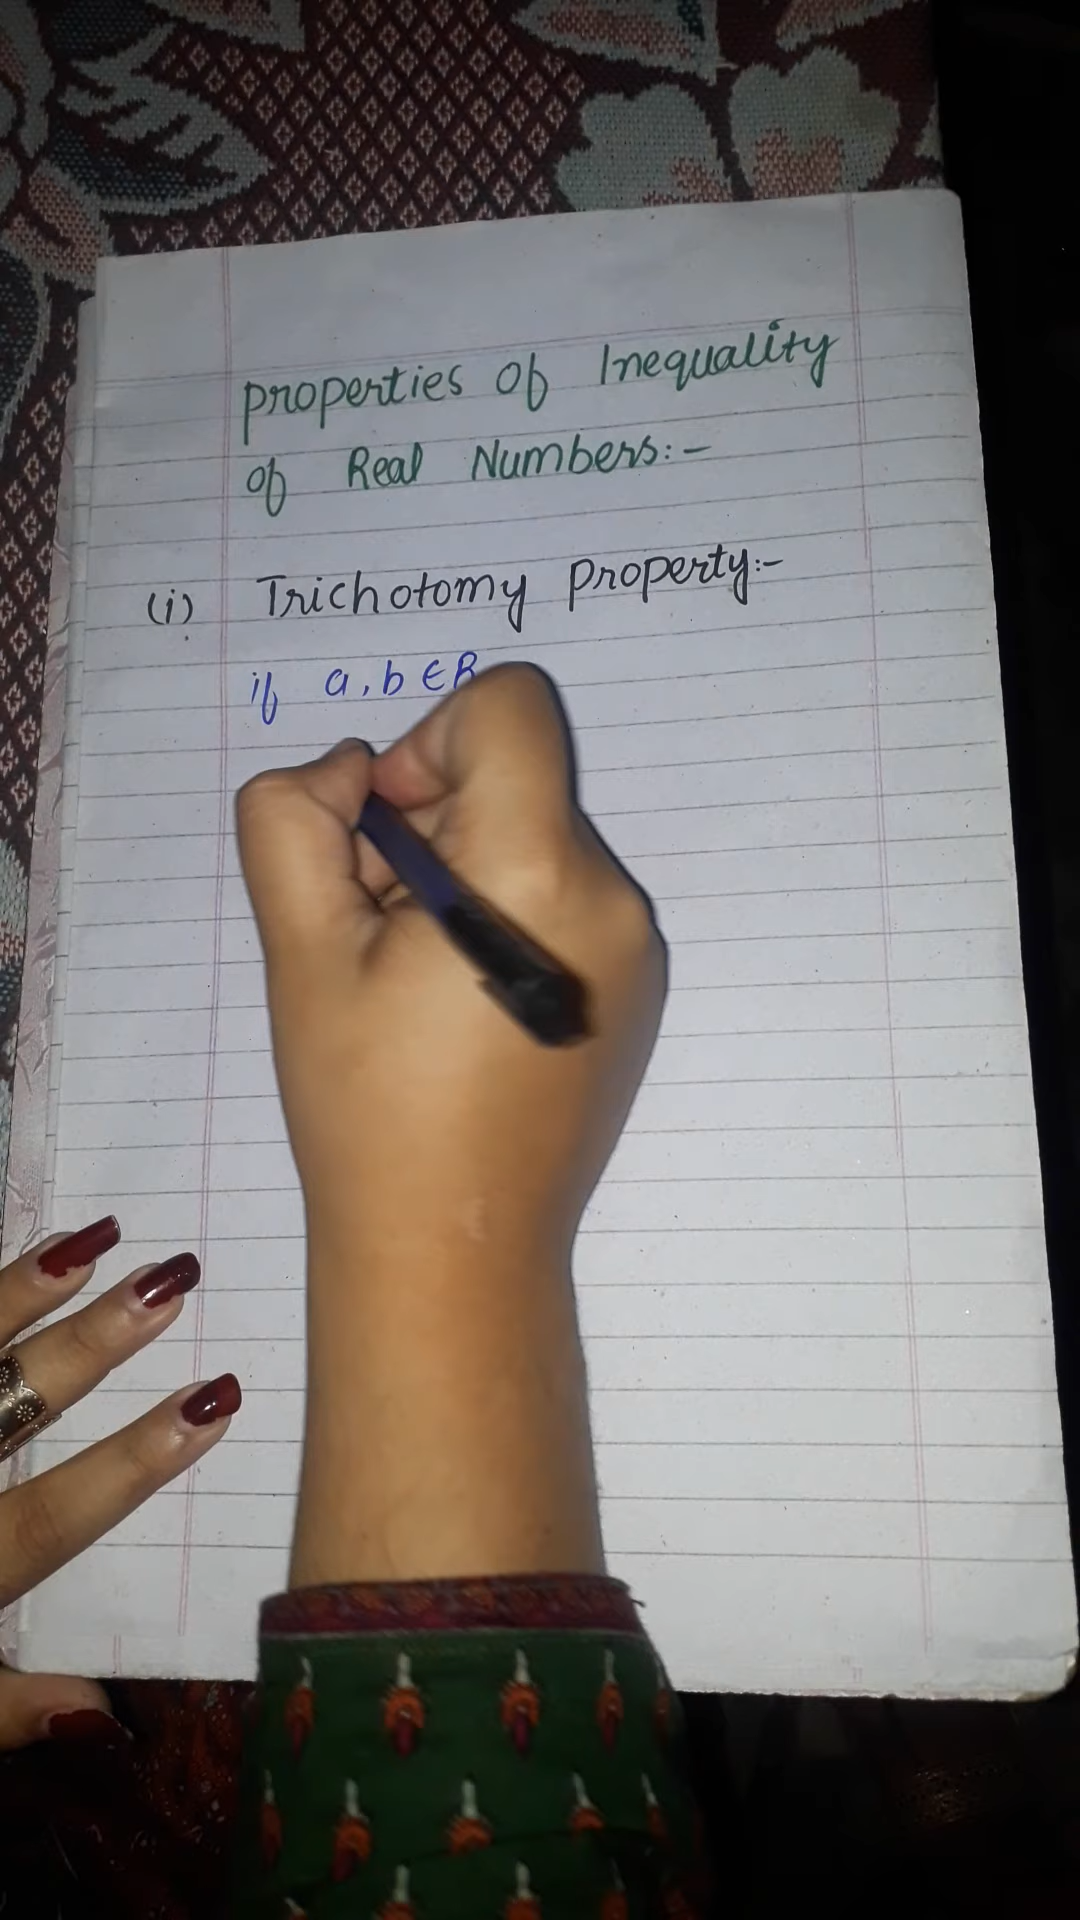 properties of Inequality
of Real Numbers:-
(i) Trichotomy Property:-
if a, b ∈ R